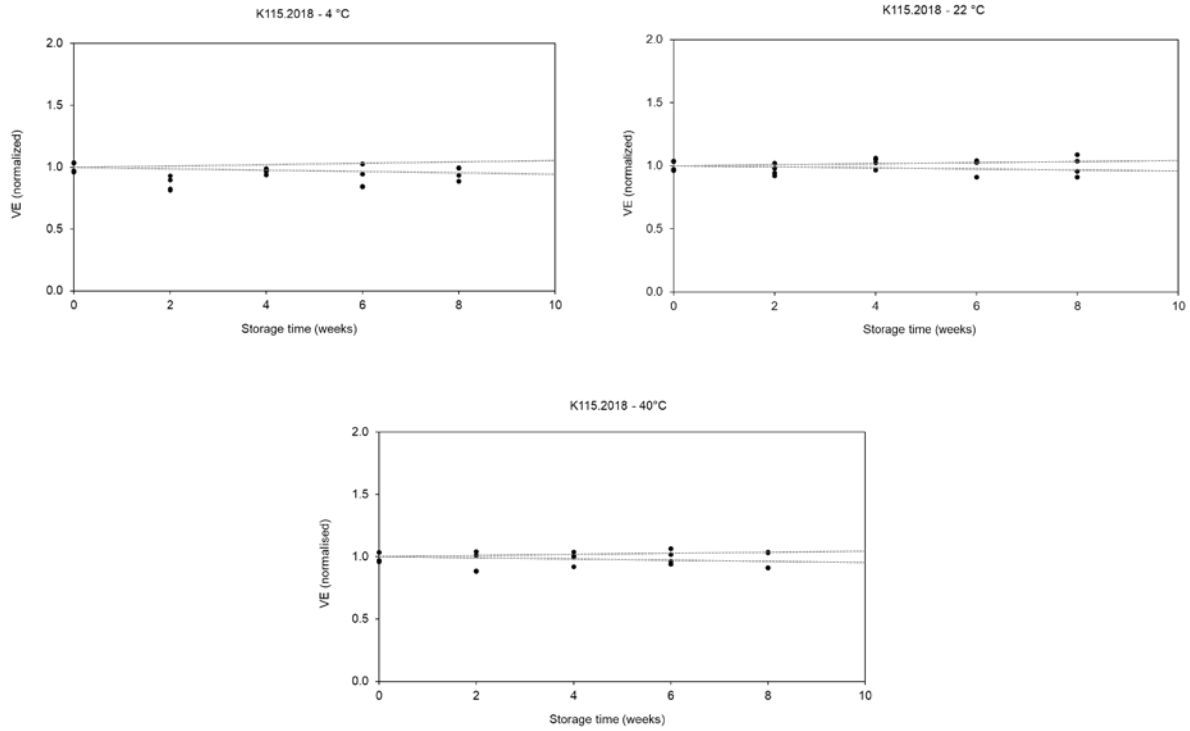 K115.2018 - 4 °C
2.0
1.5
1.0
0.5
0.0
VE (normalized)
0 2 4 6 8 10
Storage time (weeks)
K115.2018 - 22 °C
2.0
1.5
1.0
0.5
0.0
VE (normalized)
0 2 4 6 8 10
Storage time (weeks)
K115.2018 - 40°C
2.0
1.5
1.0
0.5
0.0
VE (normalised)
0 2 4 6 8 10
Storage time (weeks)